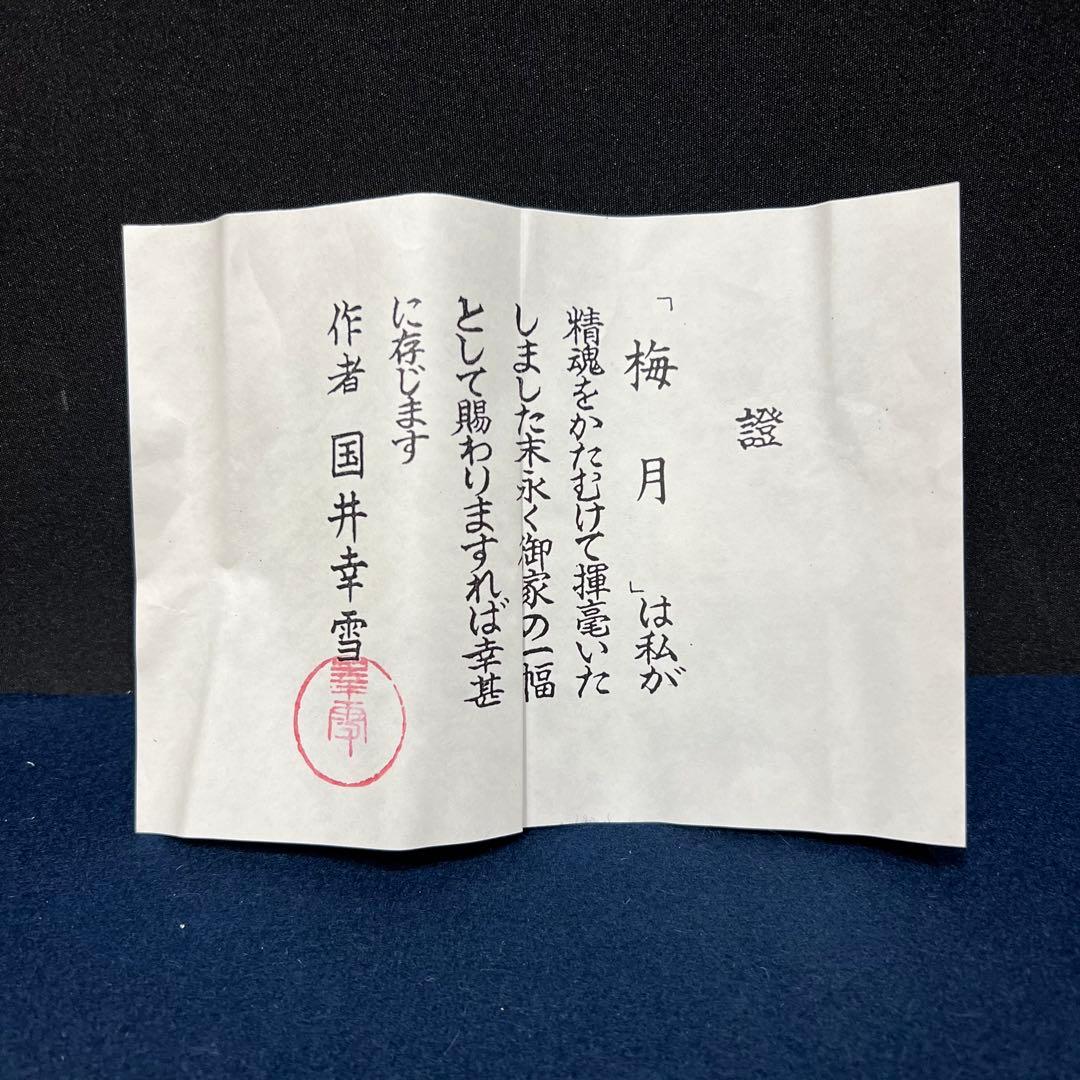 證
「梅月」は私が
精魂をかたむけて揮毫いた
しました末永く御家の一幅
として賜わりますれば幸甚
に存じます
作者 国井幸雪
幸雪